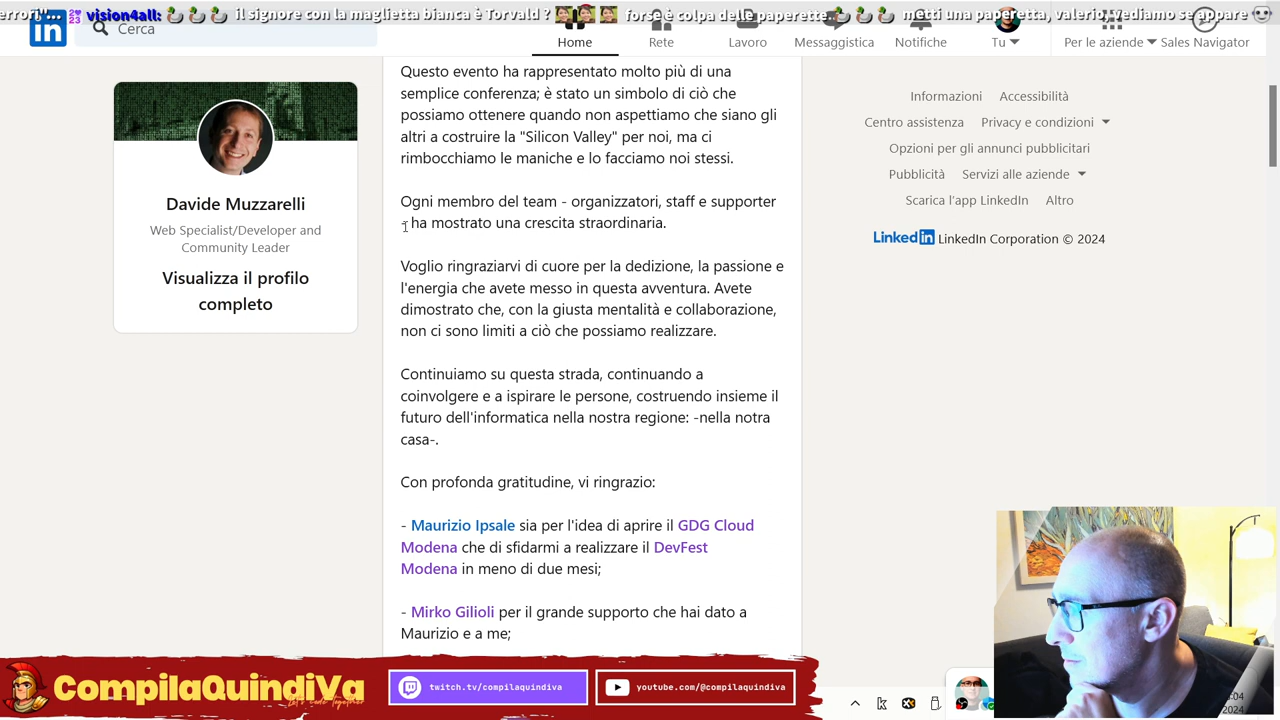 errori"... vision4all: il signore con la maglietta bianca è Torvald ? forse è colpa delle paperette.. metti una paperetta, valerio, vediamo se appare
in Cerca
Home Rete Lavoro Messaggistica Notifiche Tu Per le aziende Sales Navigator
Davide Muzzarelli
Web Specialist/Developer and
Community Leader
Visualizza il profilo
completo
Questo evento ha rappresentato molto più di una
semplice conferenza; è stato un simbolo di ciò che
possiamo ottenere quando non aspettiamo che siano gli
altri a costruire la "Silicon Valley" per noi, ma ci
rimbocchiamo le maniche e lo facciamo noi stessi.
Ogni membro del team - organizzatori, staff e supporter
- ha mostrato una crescita straordinaria.
Voglio ringraziarvi di cuore per la dedizione, la passione e
l'energia che avete messo in questa avventura. Avete
dimostrato che, con la giusta mentalità e collaborazione,
non ci sono limiti a ciò che possiamo realizzare.
Continuiamo su questa strada, continuando a
coinvolgere e a ispirare le persone, costruendo insieme il
futuro dell'informatica nella nostra regione: -nella notra
casa-.
Con profonda gratitudine, vi ringrazio:
- Maurizio Ipsale sia per l'idea di aprire il GDG Cloud
Modena che di sfidarmi a realizzare il DevFest
Modena in meno di due mesi;
- Mirko Gilioli per il grande supporto che hai dato a
Maurizio e a me;
Informazioni Accessibilità
Centro assistenza Privacy e condizioni
Opzioni per gli annunci pubblicitari
Pubblicità Servizi alle aziende
Scarica l'app LinkedIn Altro
LinkedIn LinkedIn Corporation © 2024
CompilaQuindiVa
Let's code together
twitch.tv/compilaquindiva
youtube.com/@compilaquindiva
:04
2024